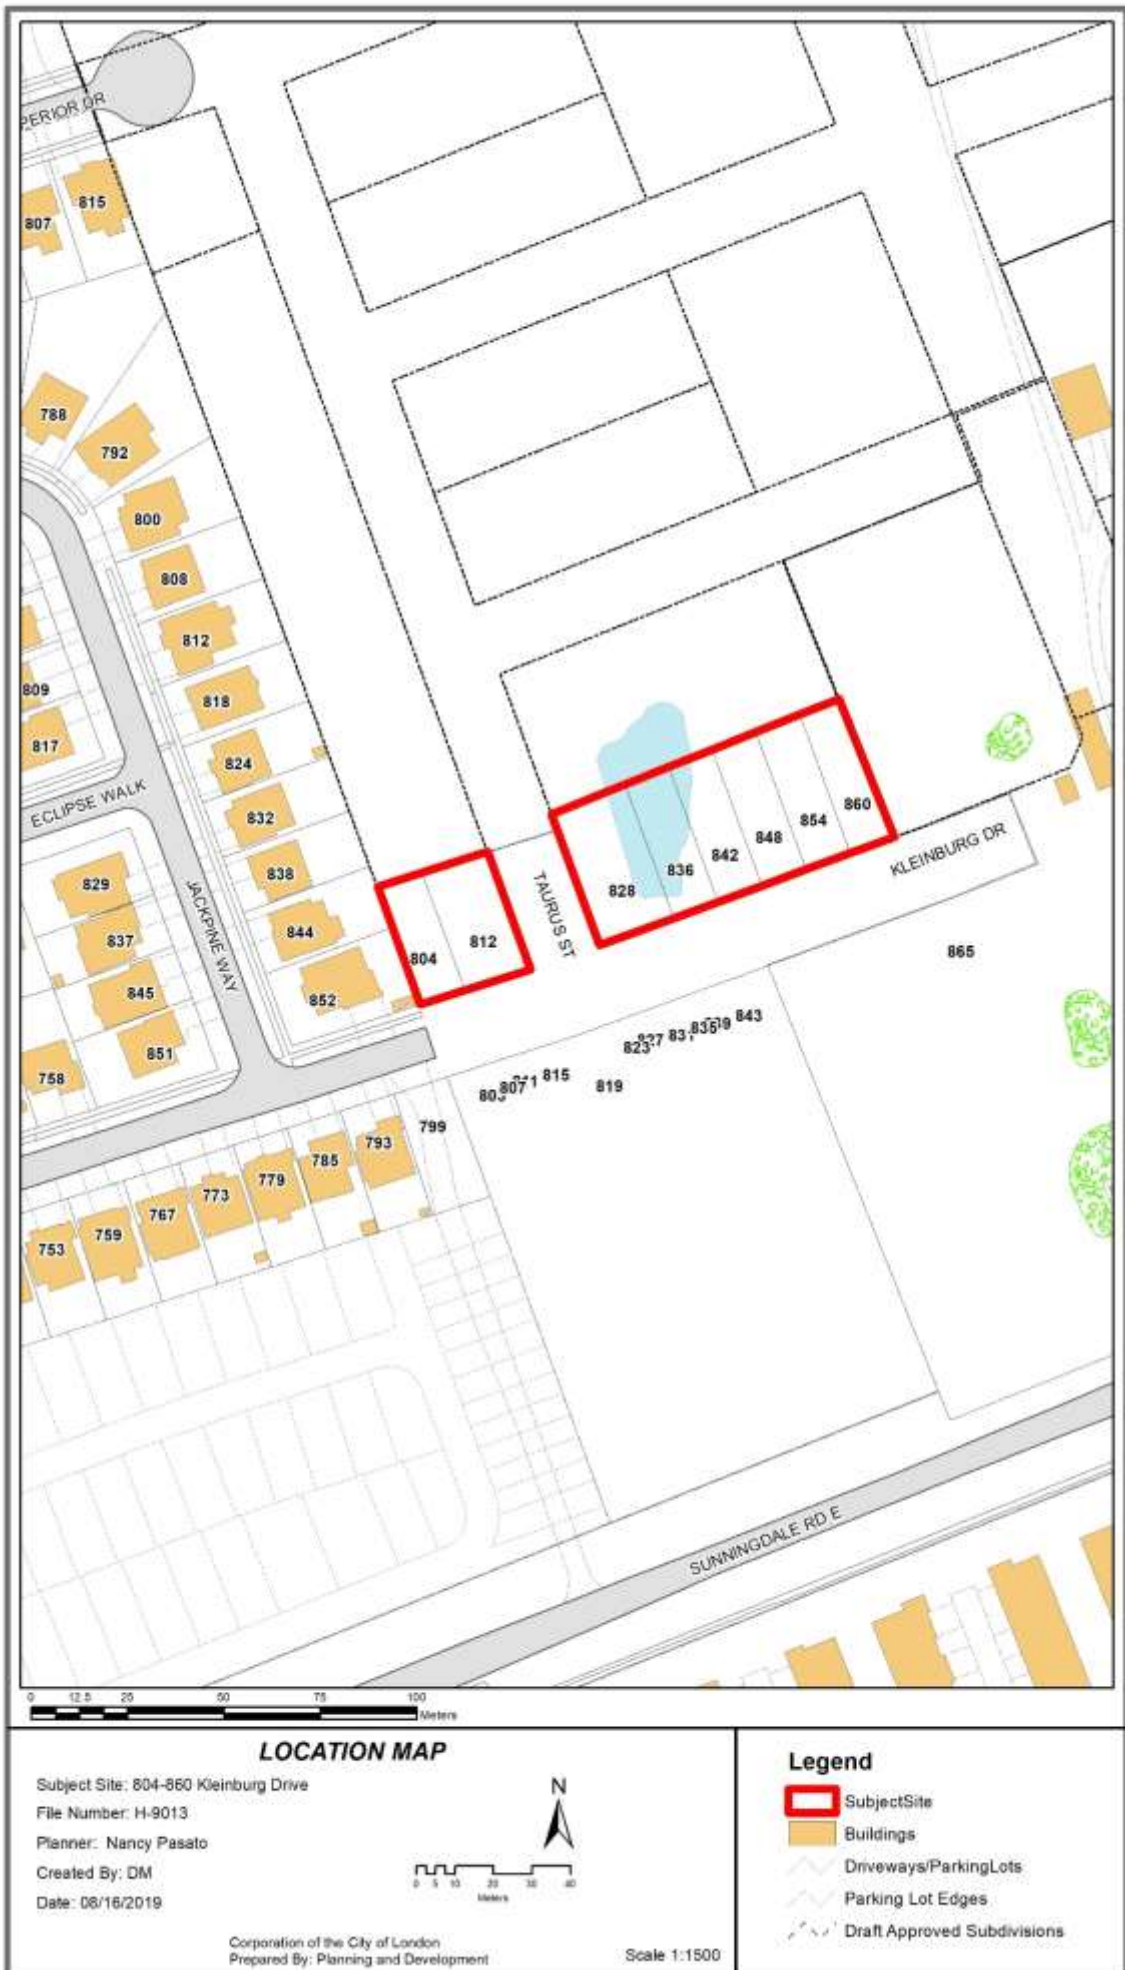 PERIOR DR
815
807
788
792
800
808
812
809
818
817
824
ECLIPSE WALK
832
829
838
JACKPINE WAY
837
844
845
852
851
758
804
812
TAURUS ST
828
836
842
848
854
860
KLEINBURG DR
865
843
835
823
819
815
807
799
793
785
779
773
767
759
753
SUNNINGDALE RD E
0 12.5 25 50 75 100
Meters
LOCATION MAP
Subject Site: 804-860 Kleinburg Drive
File Number: H-9013
Planner: Nancy Pasato
Created By: DM
Date: 08/16/2019
N
0 5 10 20 30 40
Meters
Corporation of the City of London
Prepared By: Planning and Development
Scale 1:1500
Legend
SubjectSite
Buildings
Driveways/ParkingLots
Parking Lot Edges
Draft Approved Subdivisions